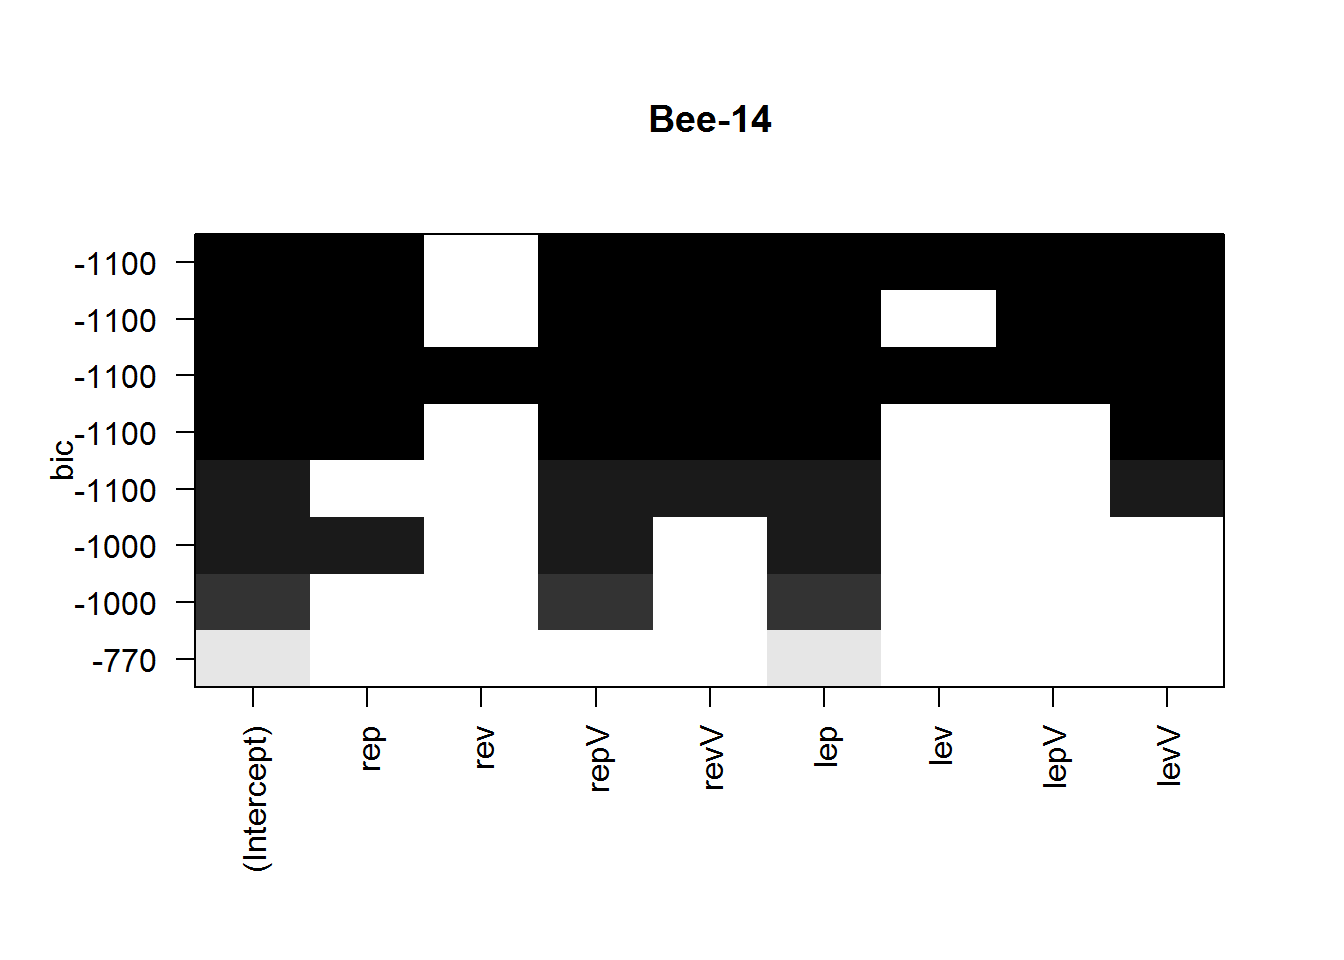 Bee-14
-1100
-1100
-1100
-1100
-1100
-1000
-1000
-770
bic
(Intercept)
rep
rev
repV
revV
lep
lev
lepV
levV